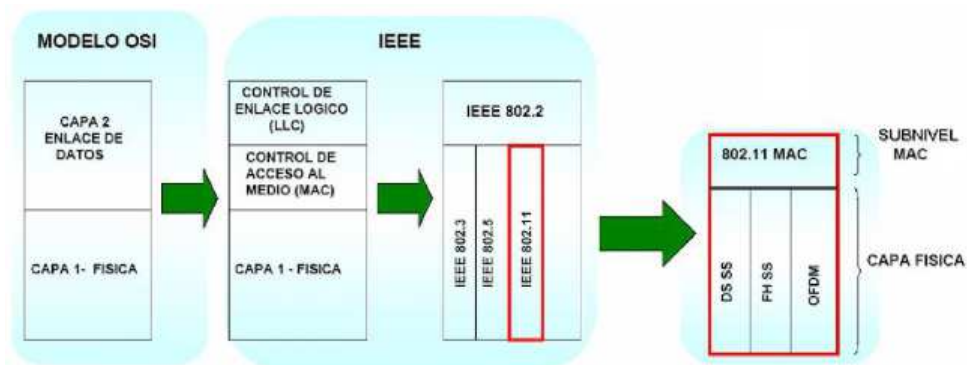 MODELO OSI
CAPA 2
ENLACE DE
DATOS
CAPA 1- FISICA
IEEE
CONTROL DE
ENLACE LOGICO
(LLC)
CONTROL DE
ACCESO AL
MEDIO (MAC)
CAPA 1 - FISICA
IEEE 802.2
IEEE 802.3
IEEE 802.5
IEEE 802.11
802.11 MAC
DS SS
FH SS
OFDM
SUBNIVEL
MAC
CAPA FISICA